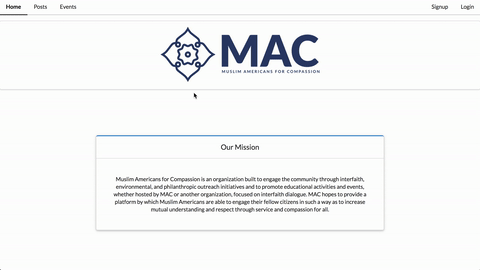 Home Posts Events Signup Login
MAC
MUSLIM AMERICANS FOR COMPASSION
Our Mission
Muslim Americans for Compassion is an organization built to engage the community through interfaith,
environmental, and philanthropic outreach initiatives and to promote educational activities and events,
whether hosted by MAC or another organization, focused on interfaith dialogue. MAC hopes to provide a
platform by which Muslim Americans are able to engage their fellow citizens in such a way as to increase
mutual understanding and respect through service and compassion for all.